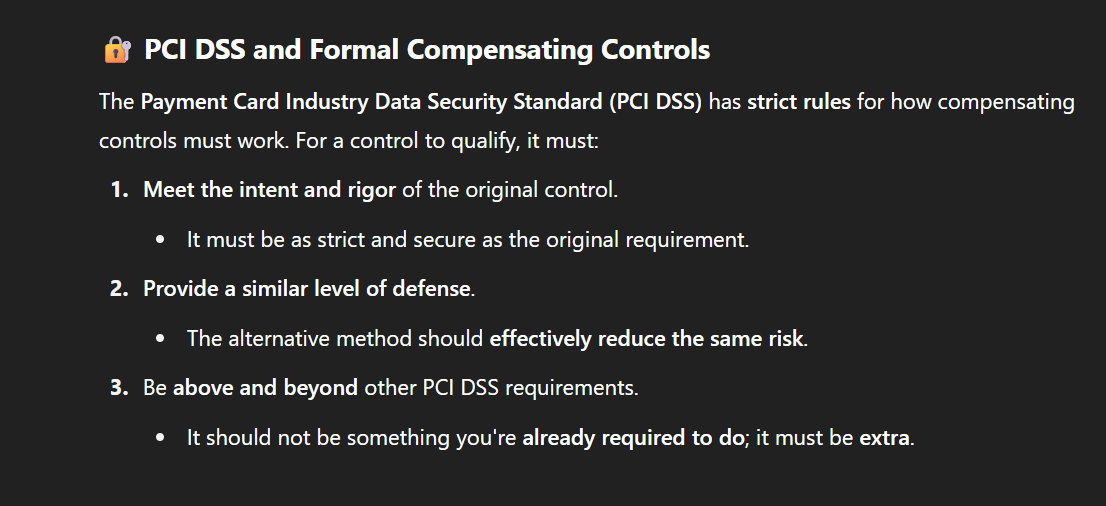 🔐 PCI DSS and Formal Compensating Controls
The Payment Card Industry Data Security Standard (PCI DSS) has strict rules for how compensating
controls must work. For a control to qualify, it must:
1. Meet the intent and rigor of the original control.
• It must be as strict and secure as the original requirement.
2. Provide a similar level of defense.
• The alternative method should effectively reduce the same risk.
3. Be above and beyond other PCI DSS requirements.
• It should not be something you're already required to do; it must be extra.